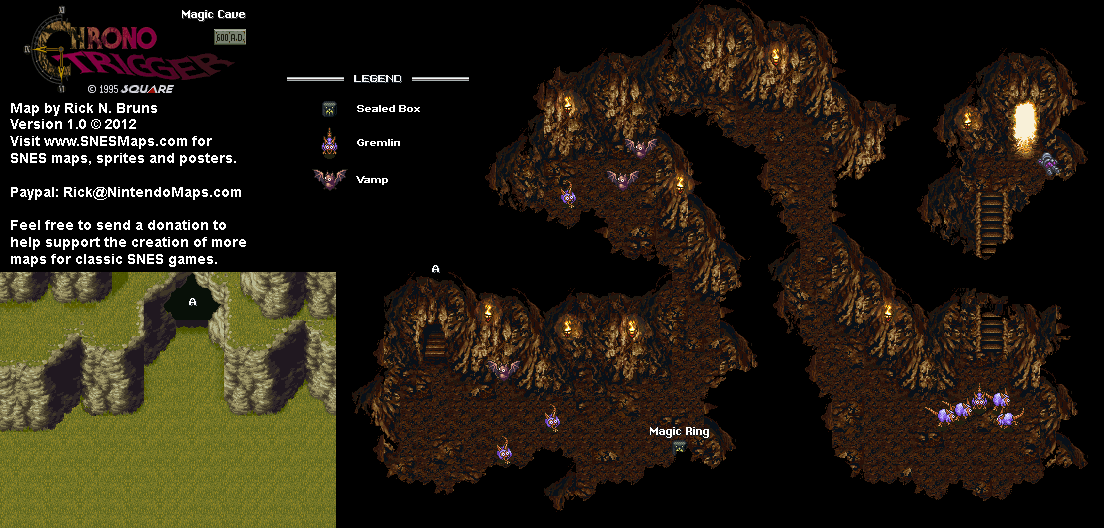 Magic Cave
600 A.D.
CHRONO
TRIGGER
© 1995 SQUARE
Map by Rick N. Bruns
Version 1.0 © 2012
Visit www.SNESMaps.com for
SNES maps, sprites and posters.
Paypal: Rick@NintendoMaps.com
Feel free to send a donation to
help support the creation of more
maps for classic SNES games.
LEGEND
Sealed Box
Gremlin
Vamp
A
A
Magic Ring